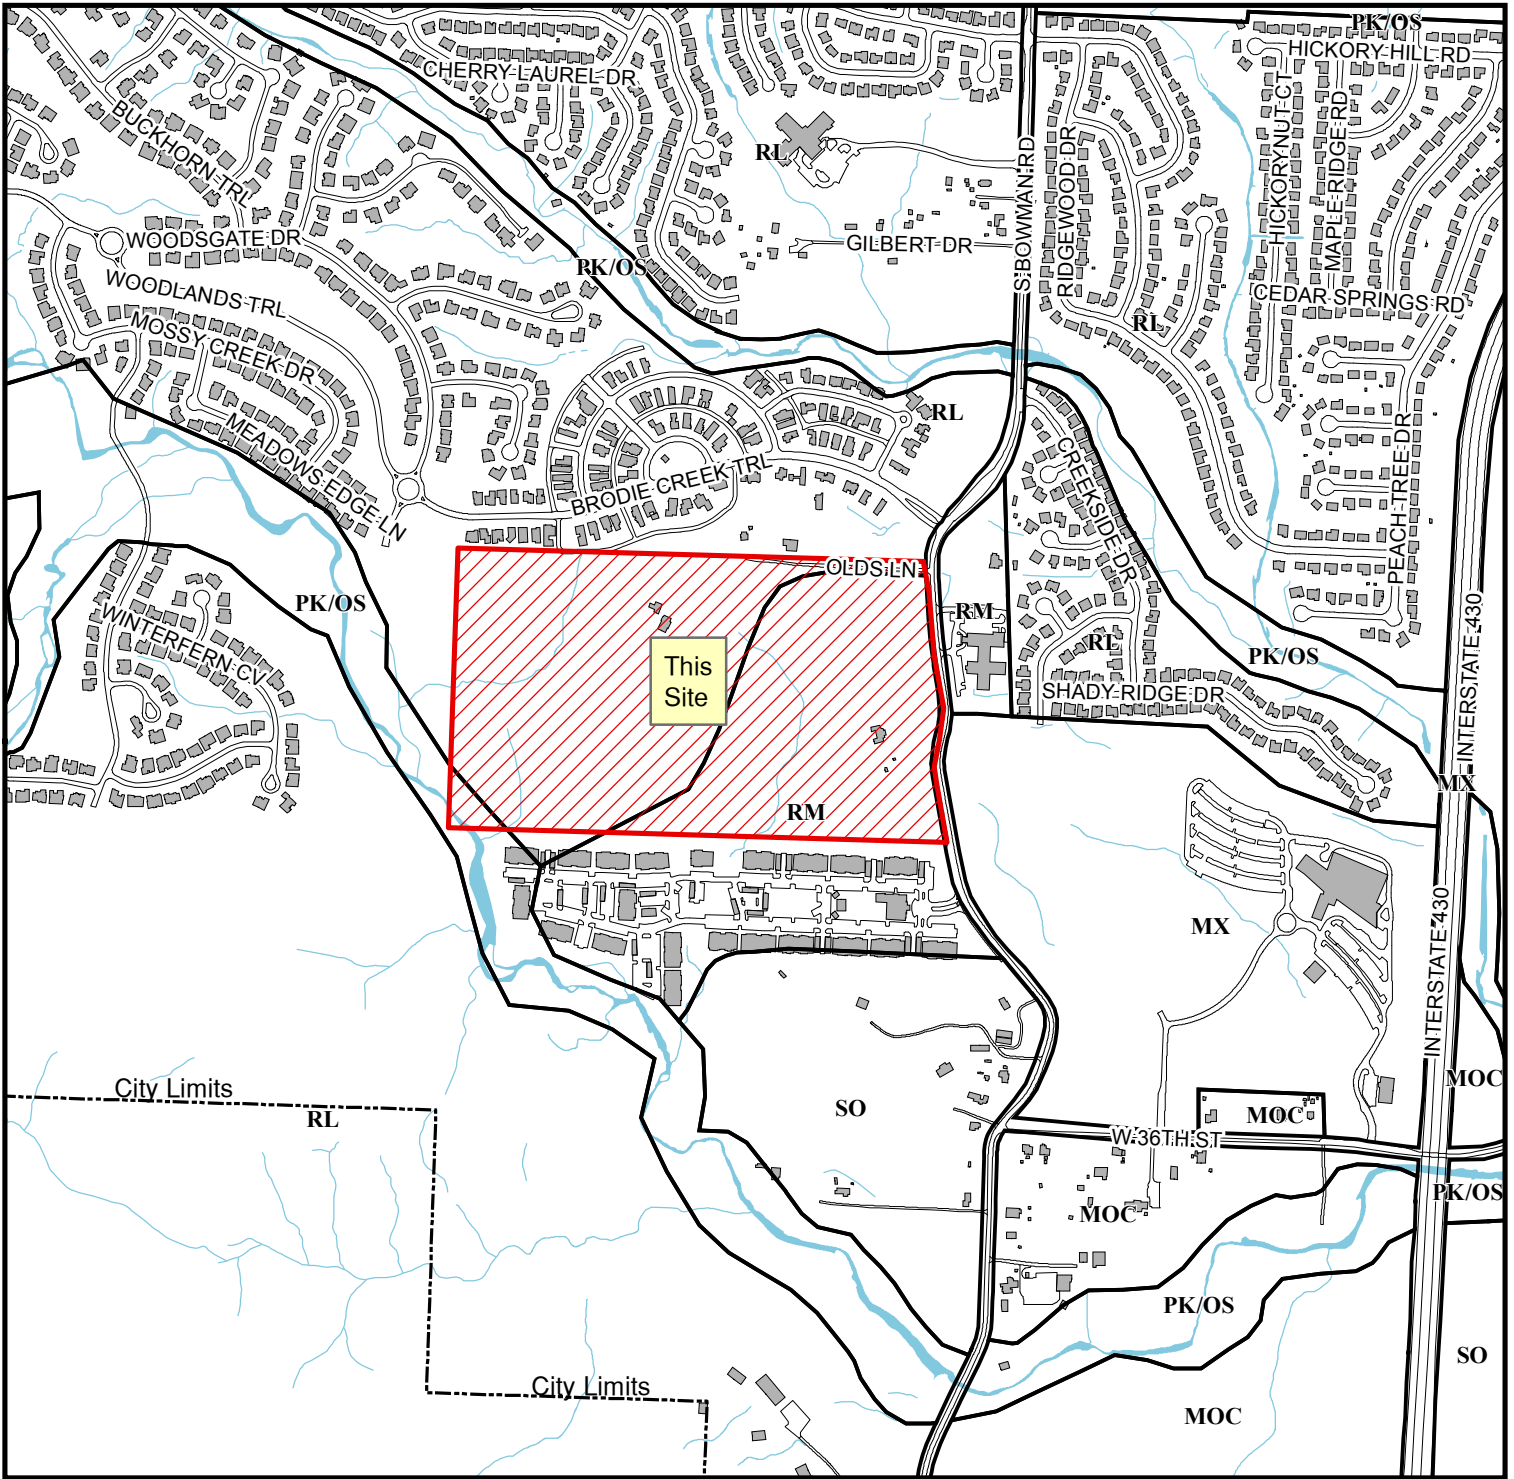 PK/OS
HICKORY HILL RD
CHERRY LAUREL DR
BUCKHORN TRL
RL
S BOWMAN RD
RIDGEWOOD DR
HICKORYNUT CT
MAPLE RIDGE RD
WOODSGATE DR
GILBERT DR
PK/OS
WOODLANDS TRL
CEDAR SPRINGS RD
MOSSY CREEK DR
RL
RL
MEADOWS EDGE LN
BRODIE CREEK TRL
CREEKSIDE DR
PEACH TREE DR
OLDS LN
PK/OS
WINTERFERN CV
RM
RL
This
Site
PK/OS
SHADY RIDGE DR
INTERSTATE 430
MX
RM
MX
INTERSTATE 430
City Limits
RL
SO
MOC
MOC
W 36TH ST
PK/OS
MOC
PK/OS
SO
City Limits
MOC